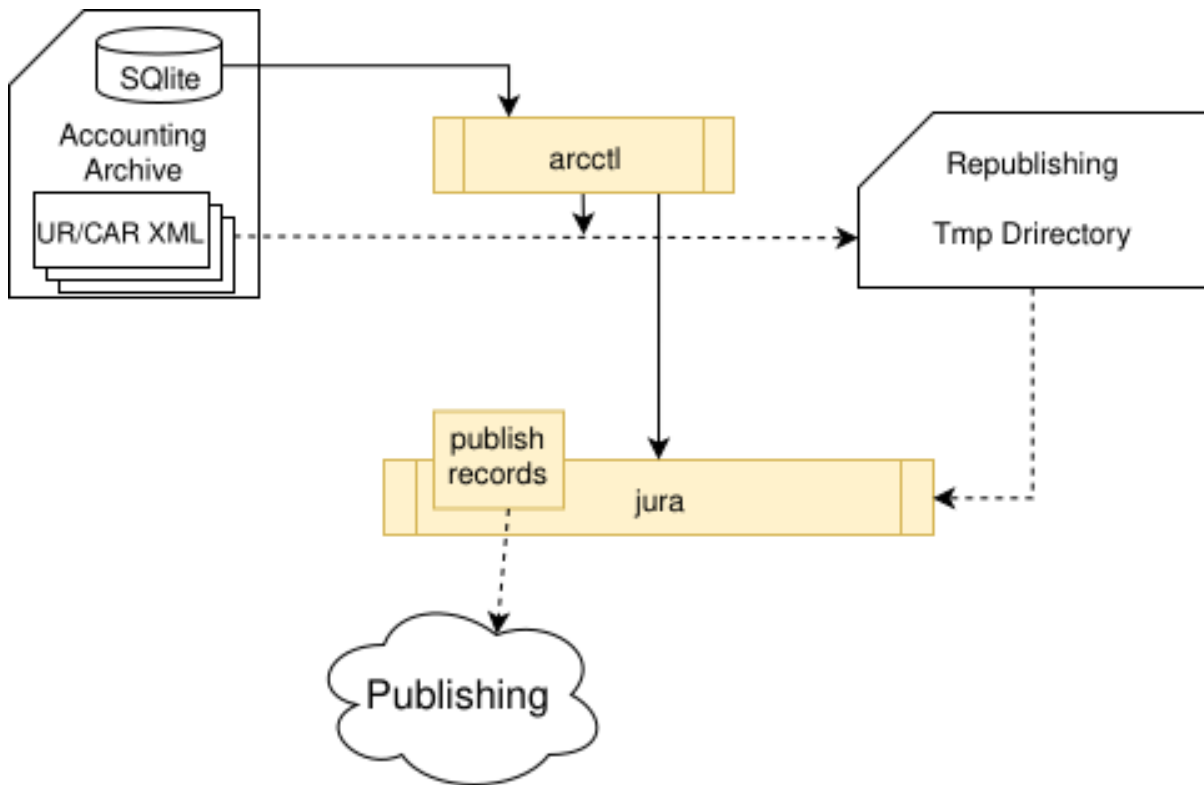 SQlite
Accounting
Archive
UR/CAR XML
arcctl
Republishing
Tmp Drirectory
publish
records
jura
Publishing